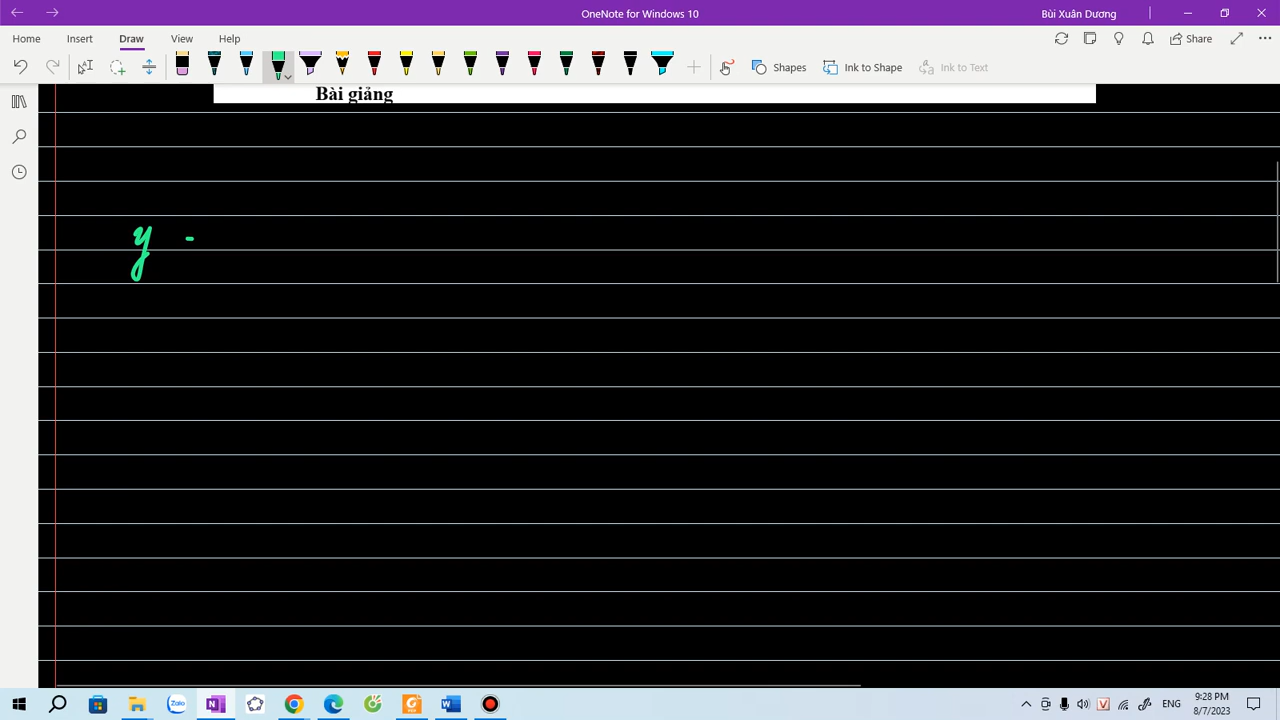 OneNote for Windows 10
Bùi Xuân Dương
Home Insert Draw View Help
Share
Shapes Ink to Shape Ink to Text
Bài giảng
y -
Zalo
ENG
9:28 PM
8/7/2023